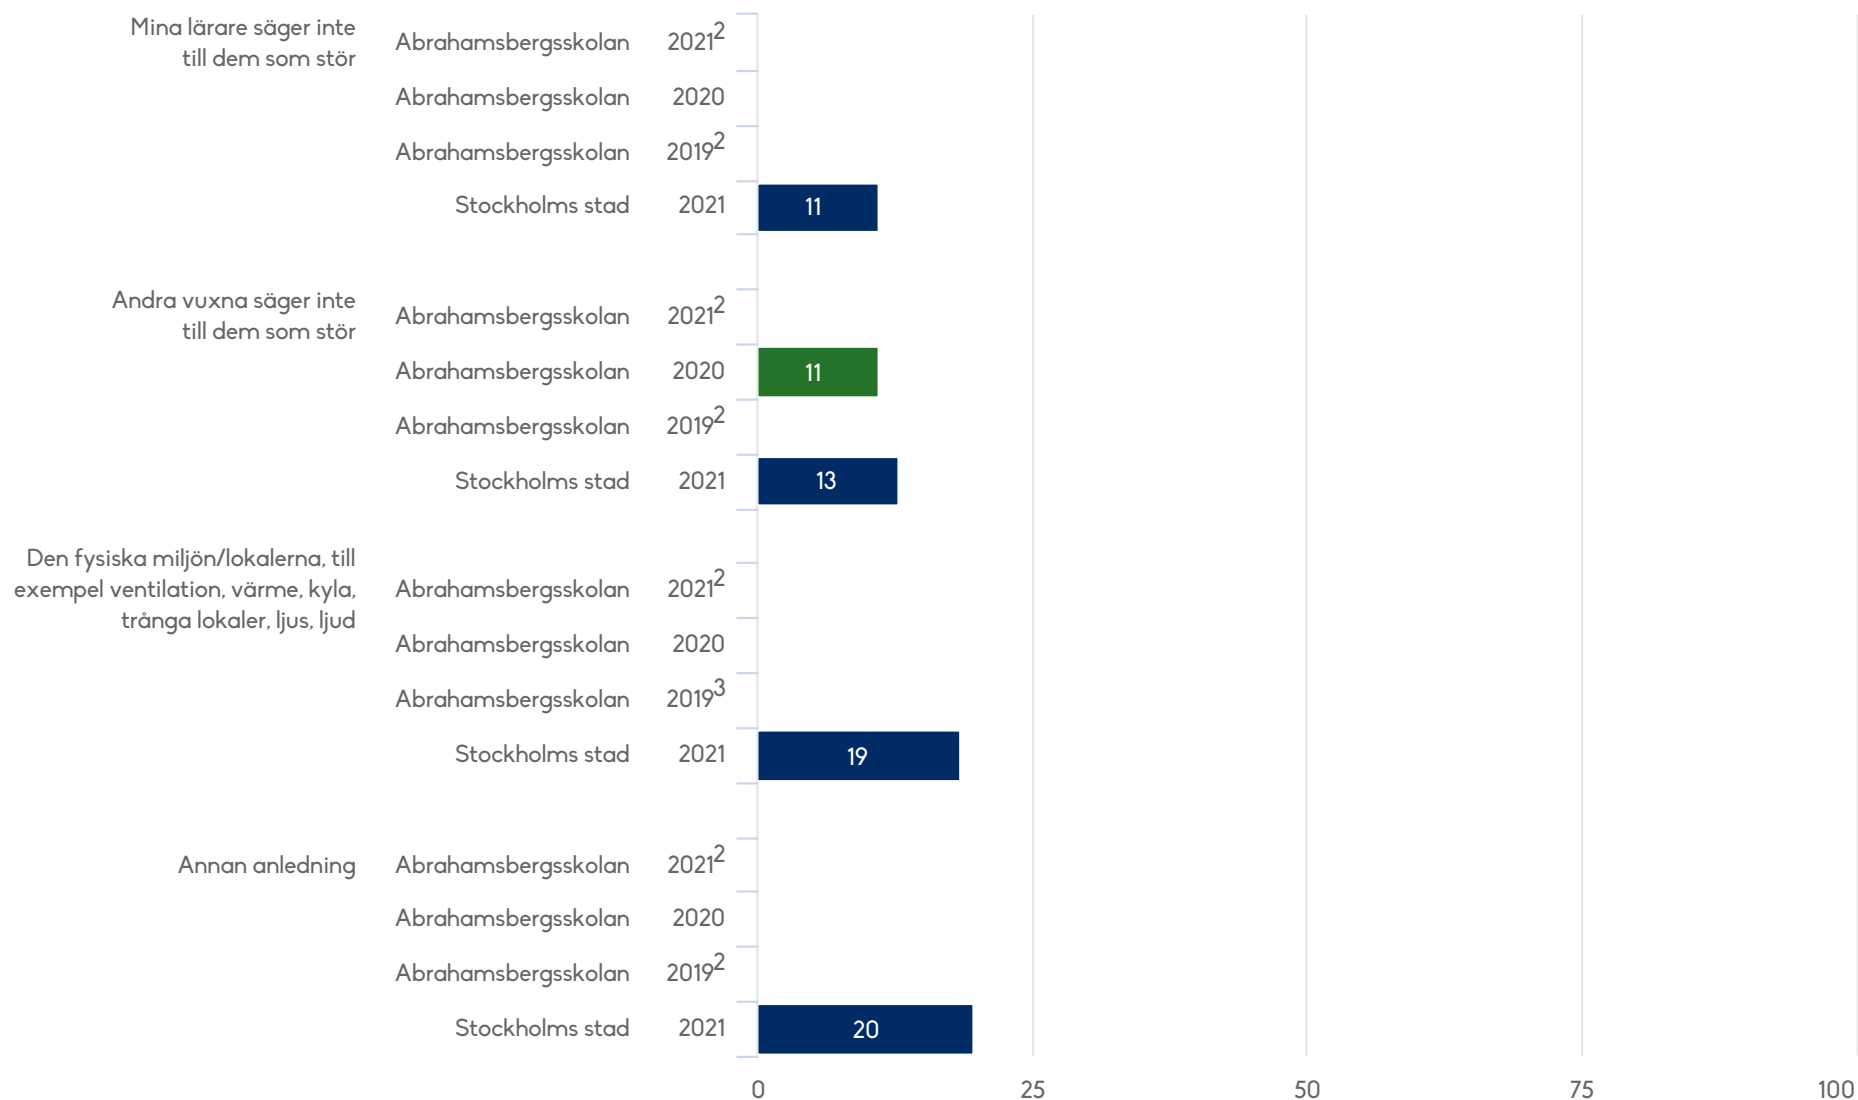 Mina lärare säger inte
till dem som stör
Abrahamsbergsskolan 2021²
Abrahamsbergsskolan 2020
Abrahamsbergsskolan 2019²
Stockholms stad 2021 11
Andra vuxna säger inte
till dem som stör
Abrahamsbergsskolan 2021²
Abrahamsbergsskolan 2020 11
Abrahamsbergsskolan 2019²
Stockholms stad 2021 13
Den fysiska miljön/lokalerna, till
exempel ventilation, värme, kyla,
trånga lokaler, ljus, ljud
Abrahamsbergsskolan 2021²
Abrahamsbergsskolan 2020
Abrahamsbergsskolan 2019³
Stockholms stad 2021 19
Annan anledning Abrahamsbergsskolan 2021²
Abrahamsbergsskolan 2020
Abrahamsbergsskolan 2019²
Stockholms stad 2021 20
0 25 50 75 100